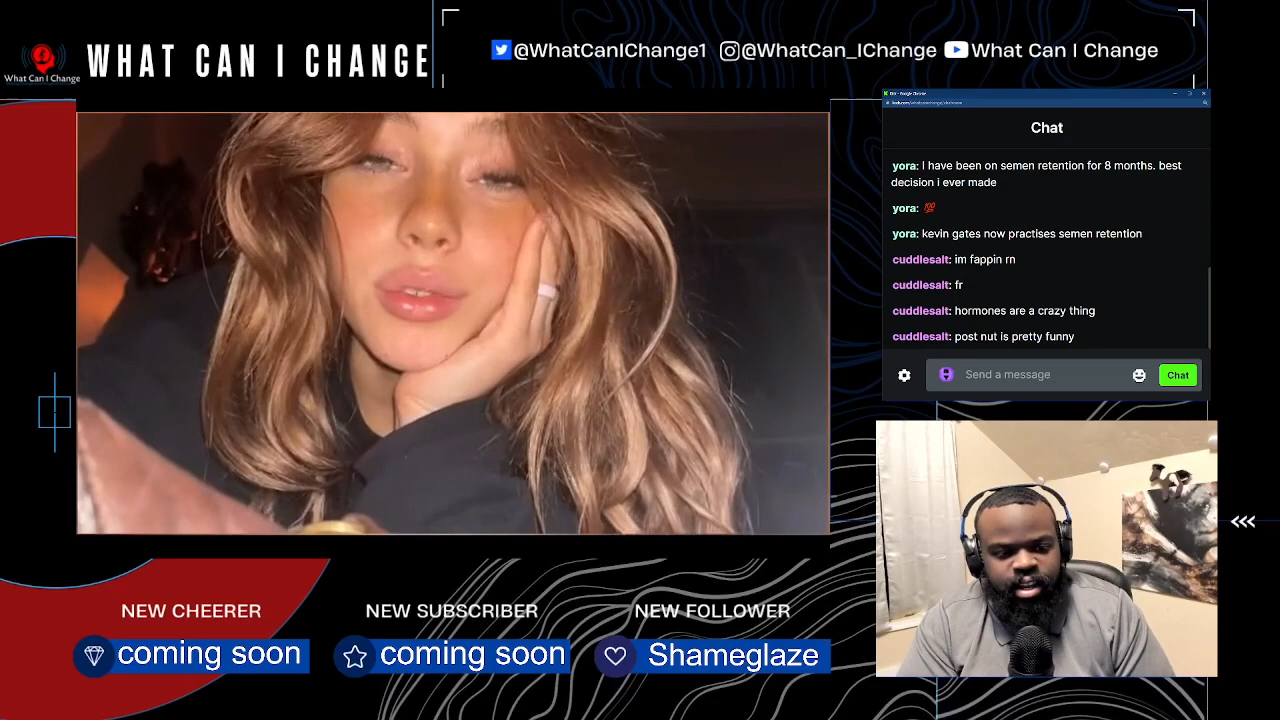 What Can I Change
WHAT CAN I CHANGE
@WhatCanIChange1 @WhatCan_IChange What Can I Change
Chat
yora: I have been on semen retention for 8 months. best
decision i ever made
yora: 💯
yora: kevin gates now practises semen retention
cuddlesalt: im fappin rn
cuddlesalt: fr
cuddlesalt: hormones are a crazy thing
cuddlesalt: post nut is pretty funny
Send a message
Chat
NEW CHEERER
NEW SUBSCRIBER
NEW FOLLOWER
coming soon
coming soon
Shameglaze